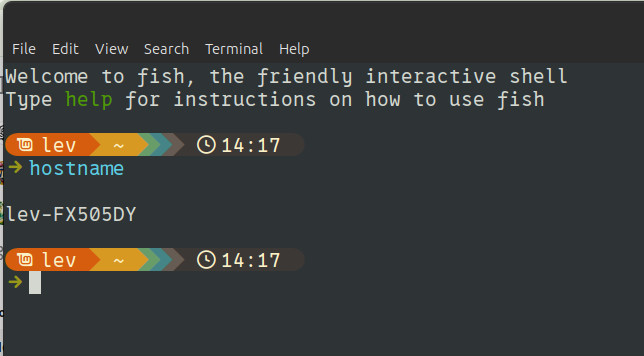 File Edit View Search Terminal Help
Welcome to fish, the friendly interactive shell
Type help for instructions on how to use fish
lev ~ 14:17
➜ hostname
lev-FX505DY
lev ~ 14:17
➜